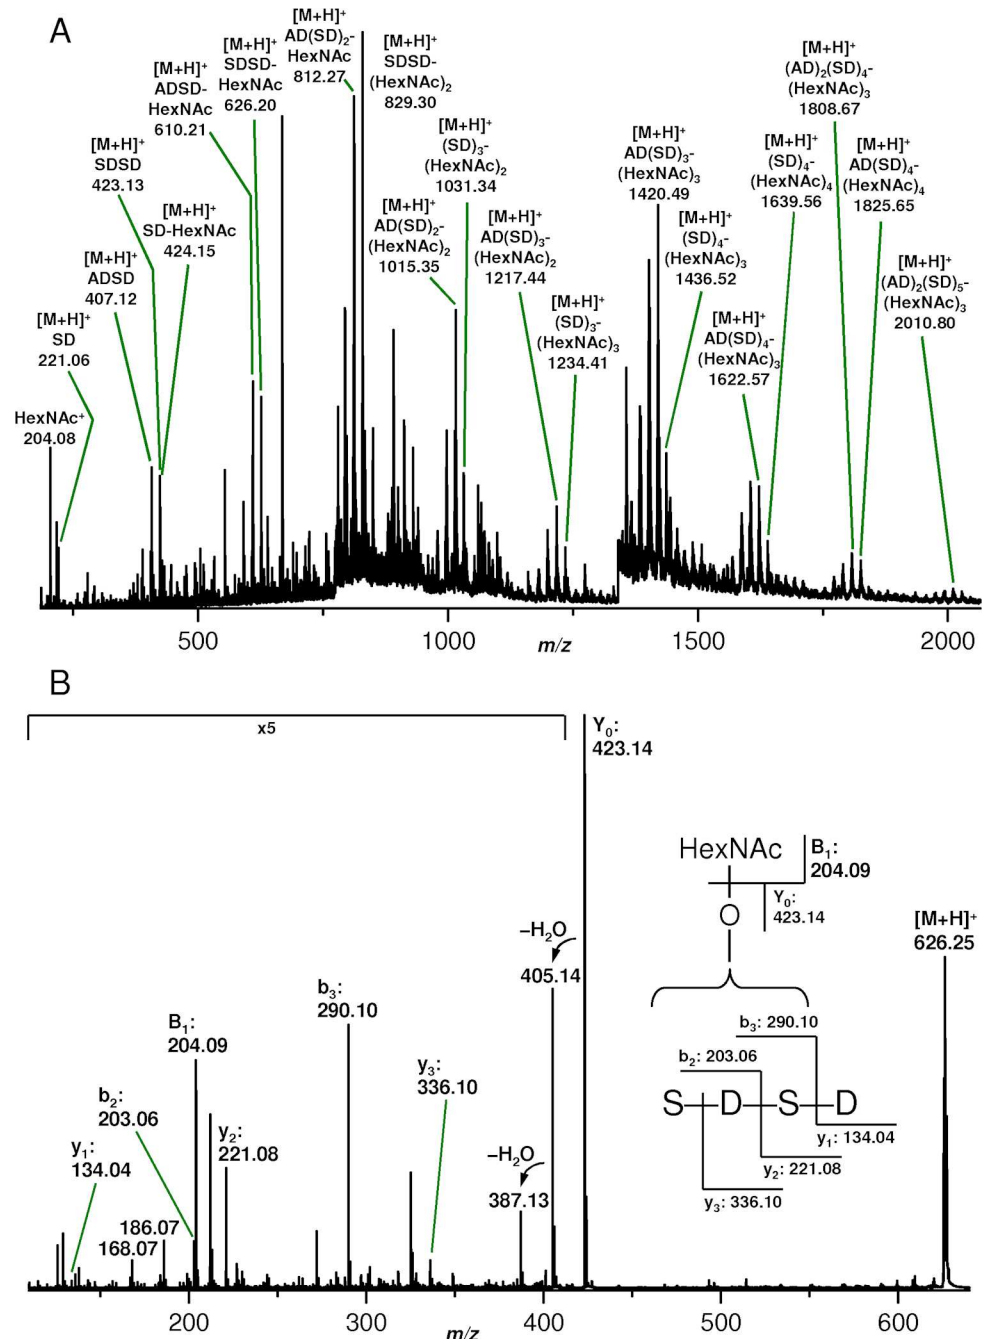 A
[M+H]⁺
SD
221.06
HexNAc⁺
204.08
[M+H]⁺
ADSD
407.12
[M+H]⁺
SDSD
423.13
[M+H]⁺
SD-HexNAc
424.15
[M+H]⁺
ADSD-
HexNAc
610.21
[M+H]⁺
SDSD-
HexNAc
626.20
[M+H]⁺
AD(SD)₂-
HexNAc
812.27
[M+H]⁺
SDSD-
(HexNAc)₂
829.30
[M+H]⁺
AD(SD)₂-
(HexNAc)₂
1015.35
[M+H]⁺
(SD)₃-
(HexNAc)₂
1031.34
[M+H]⁺
AD(SD)₃-
(HexNAc)₂
1217.44
[M+H]⁺
(SD)₃-
(HexNAc)₃
1234.41
[M+H]⁺
AD(SD)₃-
(HexNAc)₃
1420.49
[M+H]⁺
(SD)₄-
(HexNAc)₃
1436.52
[M+H]⁺
AD(SD)₄-
(HexNAc)₃
1622.57
[M+H]⁺
(SD)₄-
(HexNAc)₄
1639.56
[M+H]⁺
(AD)₂(SD)₄-
(HexNAc)₃
1808.67
[M+H]⁺
AD(SD)₄-
(HexNAc)₄
1825.65
[M+H]⁺
(AD)₂(SD)₅-
(HexNAc)₃
2010.80
500 1000 1500 2000
m/z
B
x5
Y₀:
423.14
–H₂O
405.14
–H₂O
387.13
b₃:
290.10
y₃:
336.10
B₁:
204.09
b₂:
203.06
y₂:
221.08
y₁:
134.04
186.07
168.07
[M+H]⁺
626.25
HexNAc
B₁:
204.09
Y₀:
423.14
O
b₃: 290.10
b₂: 203.06
S D S D
y₁: 134.04
y₂: 221.08
y₃: 336.10
200 300 400 500 600
m/z